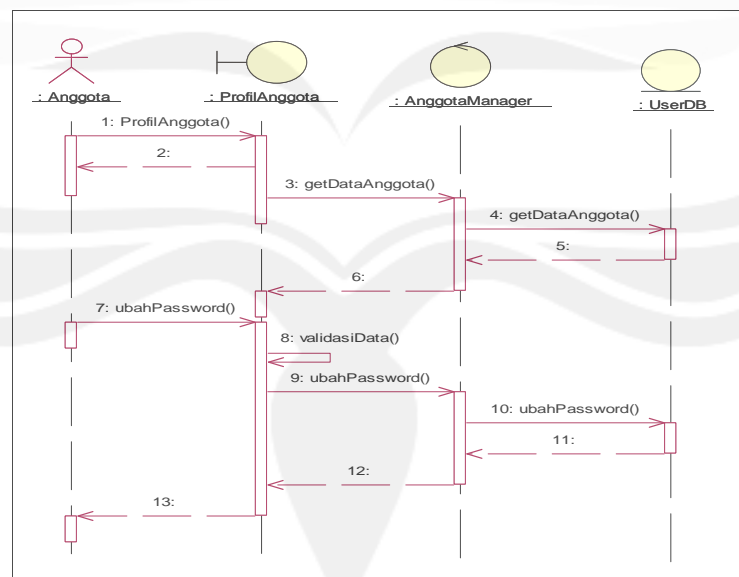 : Anggota
: ProfilAnggota
: AnggotaManager
: UserDB
1: ProfilAnggota()
2:
3: getDataAnggota()
4: getDataAnggota()
5:
6:
7: ubahPassword()
8: validasiData()
9: ubahPassword()
10: ubahPassword()
11:
12:
13: